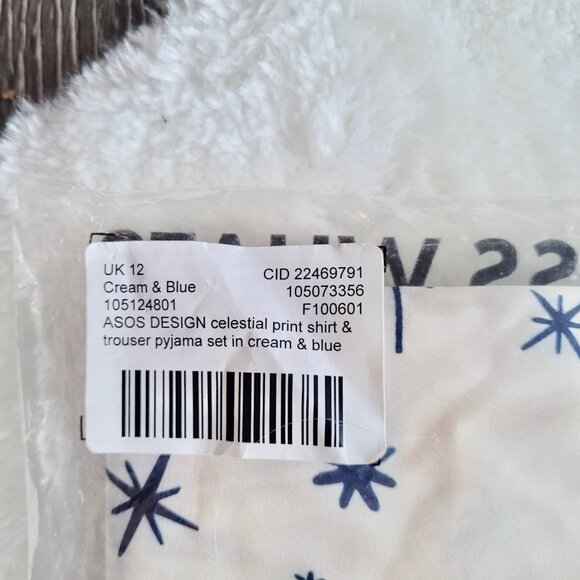 UK 12
CID 22469791
Cream & Blue
105073356
105124801
F100601
ASOS DESIGN celestial print shirt &
trouser pyjama set in cream & blue